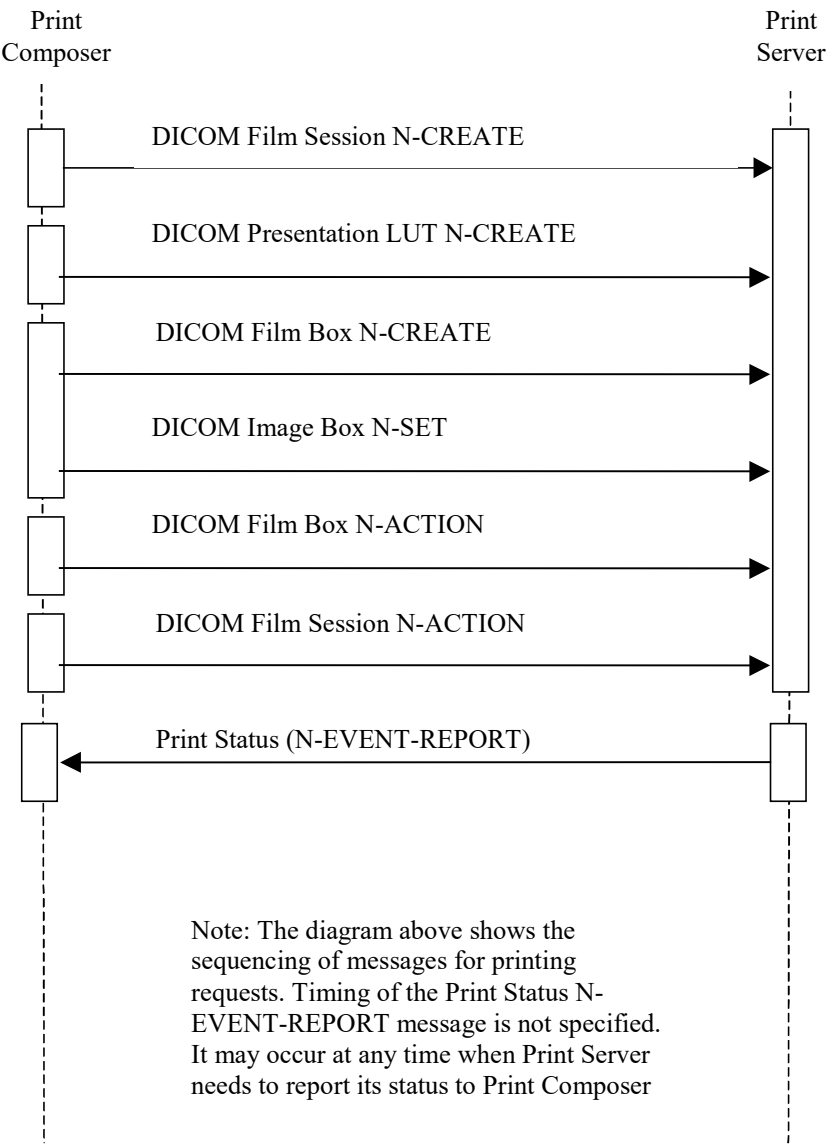 Print
Composer
Print
Server
DICOM Film Session N-CREATE
DICOM Presentation LUT N-CREATE
DICOM Film Box N-CREATE
DICOM Image Box N-SET
DICOM Film Box N-ACTION
DICOM Film Session N-ACTION
Print Status (N-EVENT-REPORT)
Note: The diagram above shows the
sequencing of messages for printing
requests. Timing of the Print Status N-
EVENT-REPORT message is not specified.
It may occur at any time when Print Server
needs to report its status to Print Composer